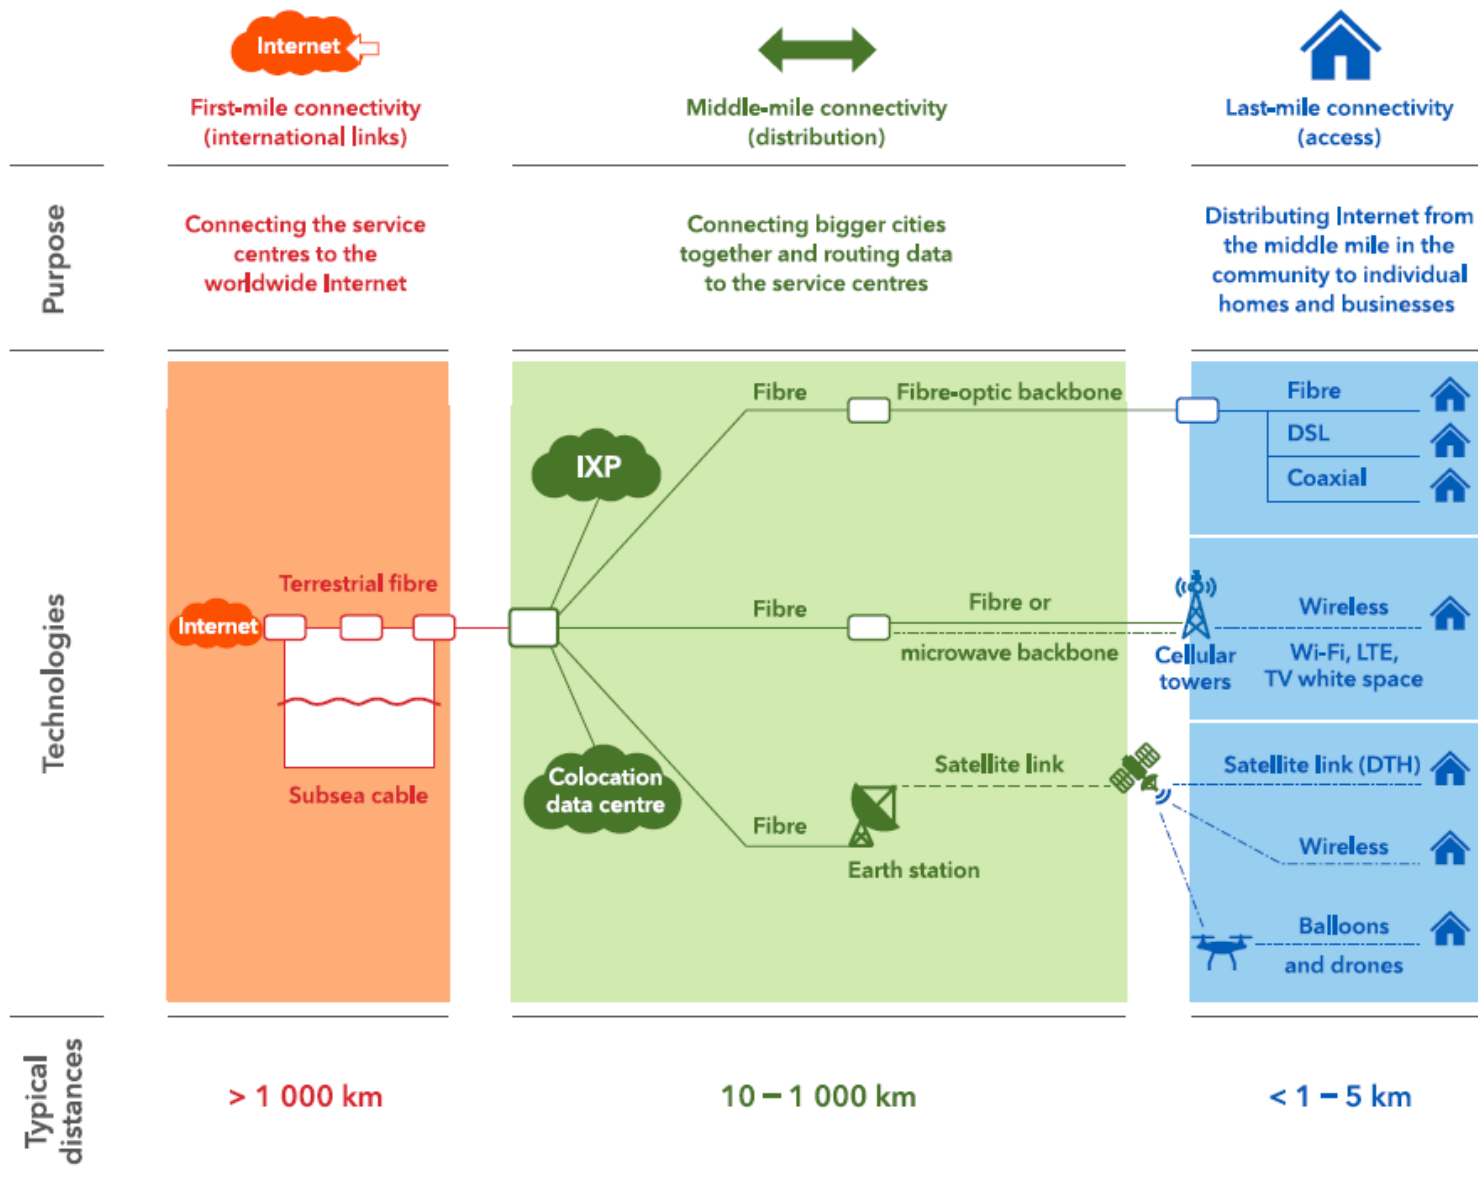 Internet
First-mile connectivity
(international links)
Middle-mile connectivity
(distribution)
Last-mile connectivity
(access)
Purpose
Connecting the service
centres to the
worldwide Internet
Connecting bigger cities
together and routing data
to the service centres
Distributing Internet from
the middle mile in the
community to individual
homes and businesses
Technologies
Internet
Terrestrial fibre
Subsea cable
IXP
Colocation
data centre
Fibre
Fibre-optic backbone
Fibre
Fibre or
microwave backbone
Fibre
Earth station
Satellite link
Fibre
DSL
Coaxial
Cellular
towers
Wireless
Wi-Fi, LTE,
TV white space
Satellite link (DTH)
Wireless
Balloons
and drones
Typical
distances
> 1 000 km
10 – 1 000 km
< 1 – 5 km